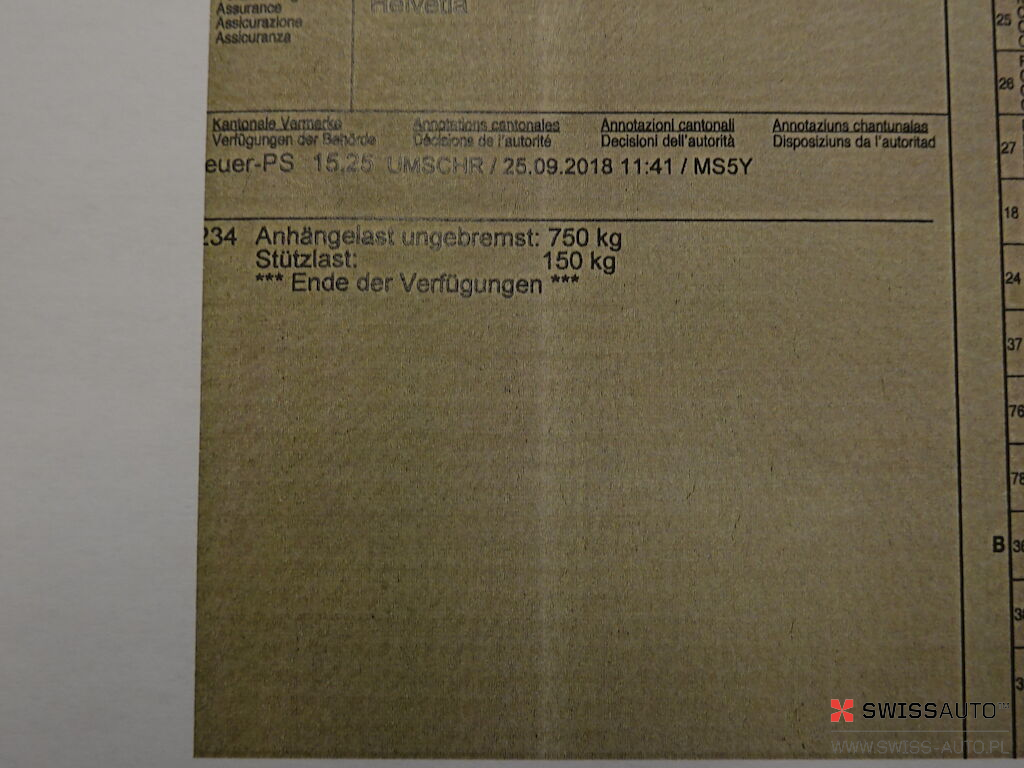 Assurance
Assicurazione
Assicuranza
Helvetia
Kantonale Vermerke
Verfügungen der Behörde
Annotations cantonales
Décisions de l'autorité
Annotazioni cantonali
Decisioni dell'autorità
Annotaziuns chantunalas
Disposiziuns da l'autoritad
euer-PS 15,25 UMSCHR / 25.09.2018 11:41 / MS5Y
234 Anhängelast ungebremst: 750 kg
Stützlast: 150 kg
*** Ende der Verfügungen ***
25
26
27
18
24
37
76
78
B 36
SWISSAUTO
WWW.SWISS-AUTO.PL